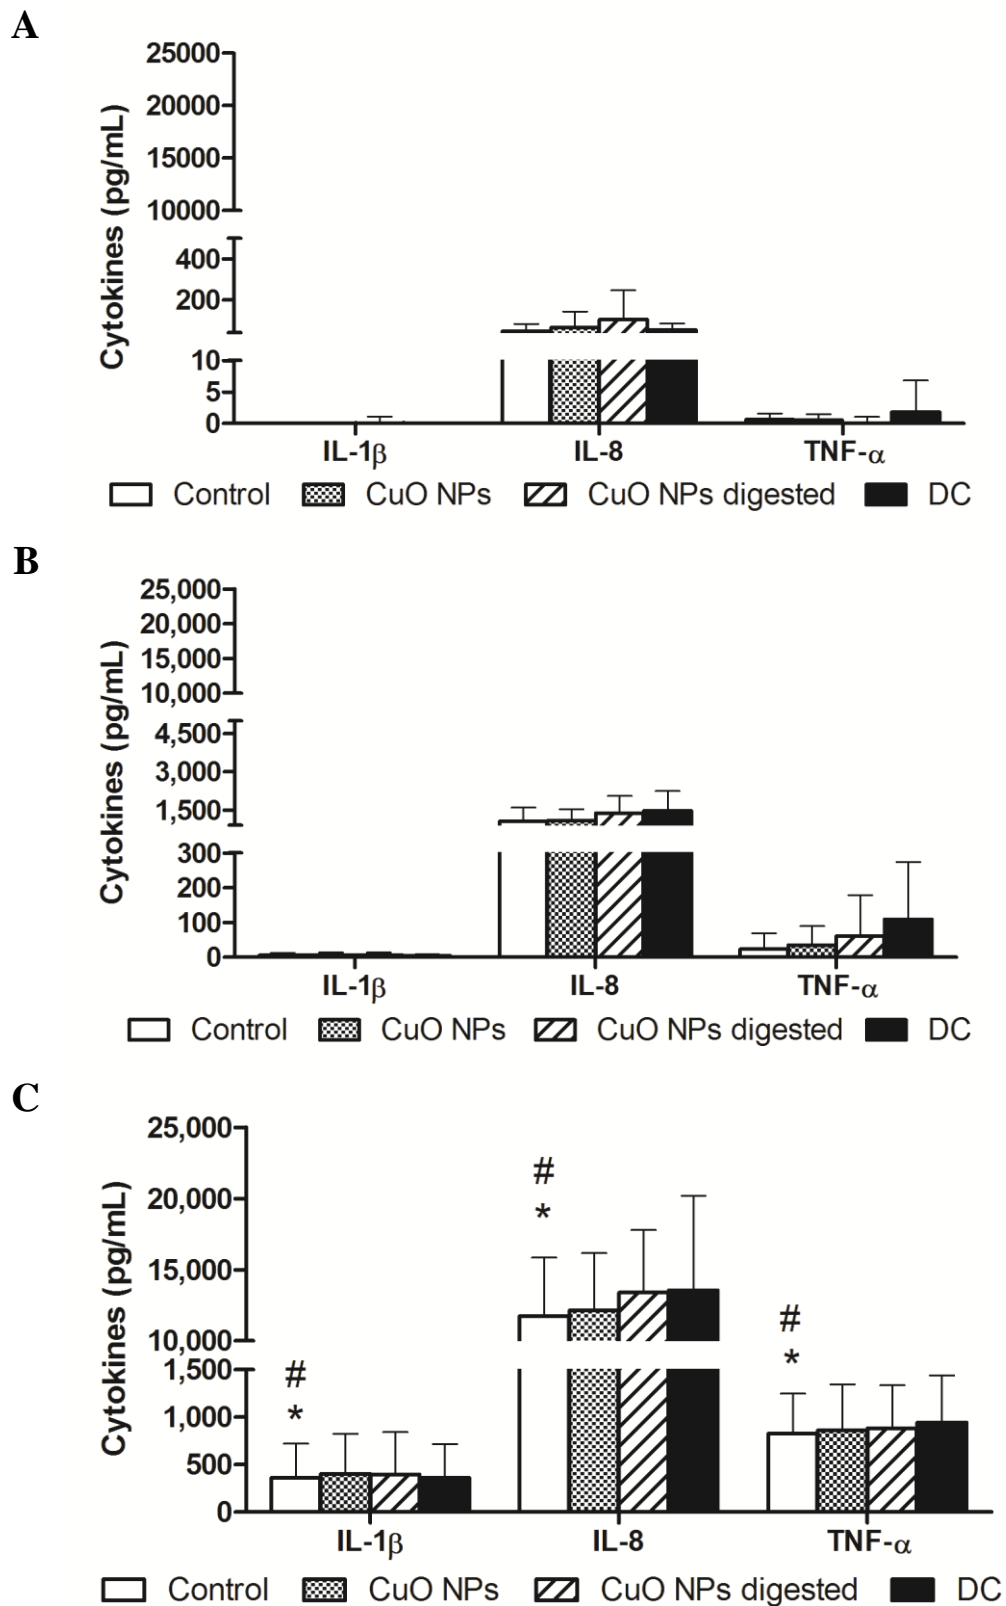 A
Cytokines (pg/mL)
25000
20000
15000
10000
400
200
10
5
0
IL-1β IL-8 TNF-α
Control CuO NPs CuO NPs digested DC
B
Cytokines (pg/mL)
25,000
20,000
15,000
10,000
4,500
3,000
1,500
300
200
100
0
IL-1β IL-8 TNF-α
Control CuO NPs CuO NPs digested DC
C
Cytokines (pg/mL)
25,000
20,000
15,000
10,000
1,500
1,000
500
0
#
*
#
*
#
*
IL-1β IL-8 TNF-α
Control CuO NPs CuO NPs digested DC